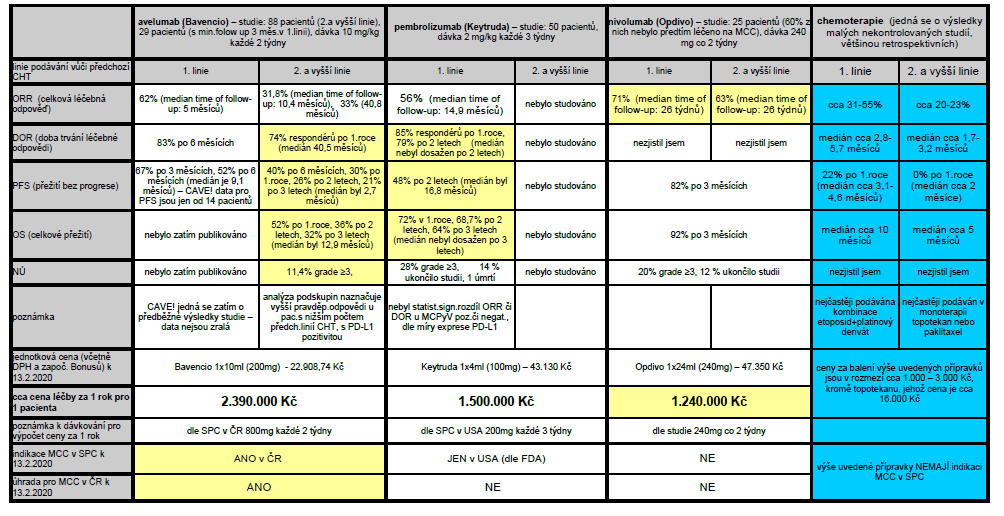 avelumab (Bavencio) – studie: 88 pacientů (2.a vyšší linie), 29 pacientů (s min.folow up 3 měs.v 1.linii), dávka 10 mg/kg každé 2 týdny
pembrolizumab (Keytruda) – studie: 50 pacientů, dávka 2 mg/kg každé 3 týdny
nivolumab (Opdivo) – studie: 25 pacientů (60% z nich nebylo předtím léčeno na MCC), dávka 240 mg co 2 týdny
chemoterapie (jedná se o výsledky malých nekontrolovaných studií, většinou retrospektivních)
linie podávání vůči předchozí CHT
1. linie
2. a vyšší linie
1. linie
2. a vyšší linie
1. linie
2. a vyšší linie
1. linie
2. a vyšší linie
ORR (celková léčebná odpověď)
62% (median time of follow-up: 5 měsíců)
31,8% (median time of follow-up: 10,4 měsíců), 33% (40,8 měsíců)
56% (median time of follow-up: 14,9 měsíců)
nebylo studováno
71% (median time of follow-up: 26 týdnů)
63% (median time of follow-up: 26 týdnů)
cca 31-55%
cca 20-23%
DOR (doba trvání léčebné odpovědi)
83% po 6 měsících
74% respondérů po 1.roce (medián 40,5 měsíců)
85% respondérů po 1.roce, 79% po 2 letech (medián nebyl dosažen po 2 letech)
nebylo studováno
nezjistil jsem
nezjistil jsem
medián cca 2,8-5,7 měsíců
medián cca 1,7-3,2 měsíců
PFS (přežití bez progrese)
67% po 3 měsících, 52% po 6 měsících (medián je 9,1 měsíců) – CAVE! data pro PFS jsou jen od 14 pacientů
40% po 6 měsících, 30% po 1.roce, 26% po 2 letech, 21% po 3 letech (medián byl 2,7 měsíců)
48% po 2 letech (medián byl 16,8 měsíců)
nebylo studováno
82% po 3 měsících
22% po 1.roce (medián cca 3,1-4,6 měsíců)
0% po 1.roce (medián cca 2 měsíce)
OS (celkové přežití)
nebylo zatím publikováno
52% po 1.roce, 36% po 2 letech, 32% po 3 letech (medián byl 12,9 měsíců)
72% v 1.roce, 68,7% po 2 letech, 64% po 3 letech (medián nebyl dosažen po 3 letech)
nebylo studováno
92% po 3 měsících
medián cca 10 měsíců
medián cca 5 měsíců
NÚ
nebylo zatím publikováno
11,4% grade ≥3,
28% grade ≥3, 14 % ukončilo studii, 1 úmrtí
nebylo studováno
20% grade ≥3, 12 % ukončilo studii
nezjistil jsem
nezjistil jsem
poznámka
CAVE! jedná se zatím o předběžné výsledky studie – data nejsou zralá
analýza podskupin naznačuje vyšší pravděp.odpovědi u pac.s nižším počtem předch.linií CHT, s PD-L1 pozitivitou
nebyl statist.sign.rozdíl ORR či DOR u MCPyV poz.či negat., dle míry exprese PD-L1
nejčastěji podávána kombinace etoposid+platinový derivát
nejčastěji podáván v monoterapii topotekan nebo paklitaxel
jednotková cena (včetně DPH a započ. Bonusů) k 13.2.2020
Bavencio 1x10ml (200mg) - 22.908,74 Kč
Keytruda 1x4ml (100mg) – 43.130 Kč
Opdivo 1x24ml (240mg) – 47.350 Kč
ceny za balení výše uvedených přípravků jsou v rozmezí cca 1.000 – 3.000 Kč, kromě topotekanu, jehož cena je cca 16.000 Kč
cca cena léčby za 1 rok pro 1 pacienta
2.390.000 Kč
1.500.000 Kč
1.240.000 Kč
poznámka k dávkování pro výpočet ceny za 1 rok
dle SPC v ČR 800mg každé 2 týdny
dle SPC v USA 200mg každé 3 týdny
dle studie 240mg co 2 týdny
indikace MCC v SPC k 13.2.2020
ANO v ČR
JEN v USA (dle FDA)
NE
výše uvedené přípravky NEMAJÍ indikaci MCC v SPC
úhrada pro MCC v ČR k 13.2.2020
ANO
NE
NE